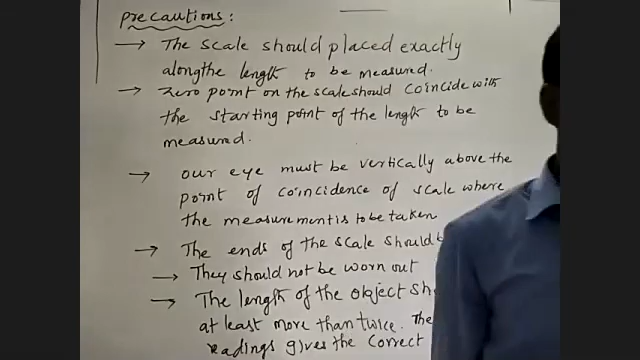 precautions:
→ The scale should placed exactly
alongthe length to be measured.
→ zero point on the scale should coincide with
the starting point of the length to be
measured.
→ our eye must be vertically above the
point of coincidence of scale where
the measurement is to be taken
→ The ends of the scale should
→ They should not be worn out
→ The length of the object
at least more than twice. The
readings gives the correct